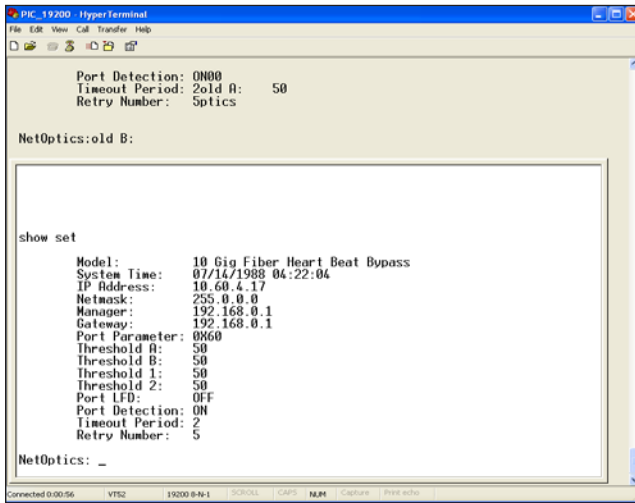 PIC_19200 - HyperTerminal
File Edit View Call Transfer Help
Port Detection: ON00
Timeout Period: 2old A: 50
Retry Number: 5ptics
NetOptics:old B:
show set
Model: 10 Gig Fiber Heart Beat Bypass
System Time: 07/14/1988 04:22:04
IP Address: 10.60.4.17
Netmask: 255.0.0.0
Manager: 192.168.0.1
Gateway: 192.168.0.1
Port Parameter: 0X60
Threshold A: 50
Threshold B: 50
Threshold 1: 50
Threshold 2: 50
Port LFD: OFF
Port Detection: ON
Timeout Period: 2
Retry Number: 5
NetOptics: _
Connected 0:00:56 VT52 19200 8-N-1 SCROLL CAPS NUM Capture Print echo